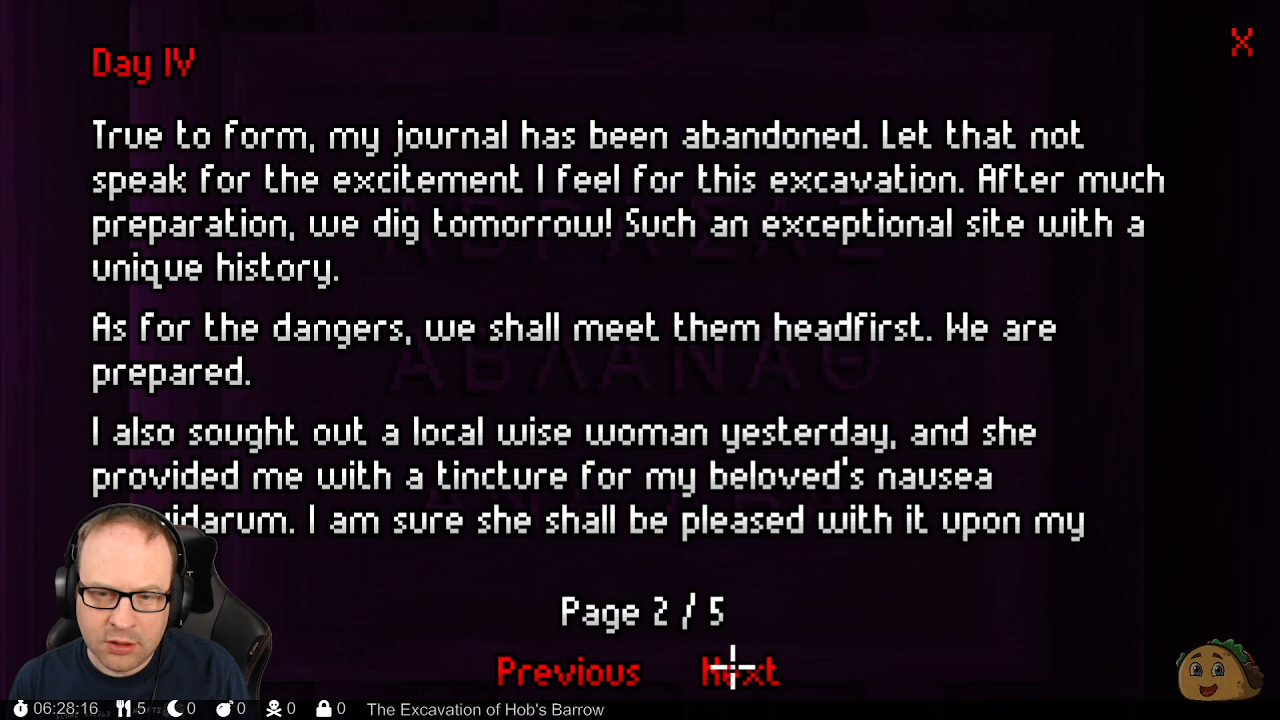 Day IV
X
True to form, my journal has been abandoned. Let that not
speak for the excitement I feel for this excavation. After much
preparation, we dig tomorrow! Such an exceptional site with a
unique history.
As for the dangers, we shall meet them headfirst. We are
prepared.
I also sought out a local wise woman yesterday, and she
provided me with a tincture for my beloved's nausea
I am sure she shall be pleased with it upon my
Page 2 / 5
Previous Next
06:28:16 5 0 0 0 0 The Excavation of Hob's Barrow